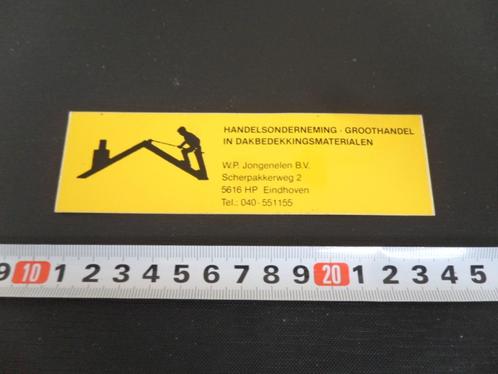 HANDELSONDERNEMING - GROOTHANDEL
IN DAKBEDEKKINGSMATERIALEN
W.P. Jongenelen B.V.
Scherpakkerweg 2
5616 HP Eindhoven
Tel.: 040 - 551155
9 10 1 2 3 4 5 6 7 8 9 20 1 2 3 4 5